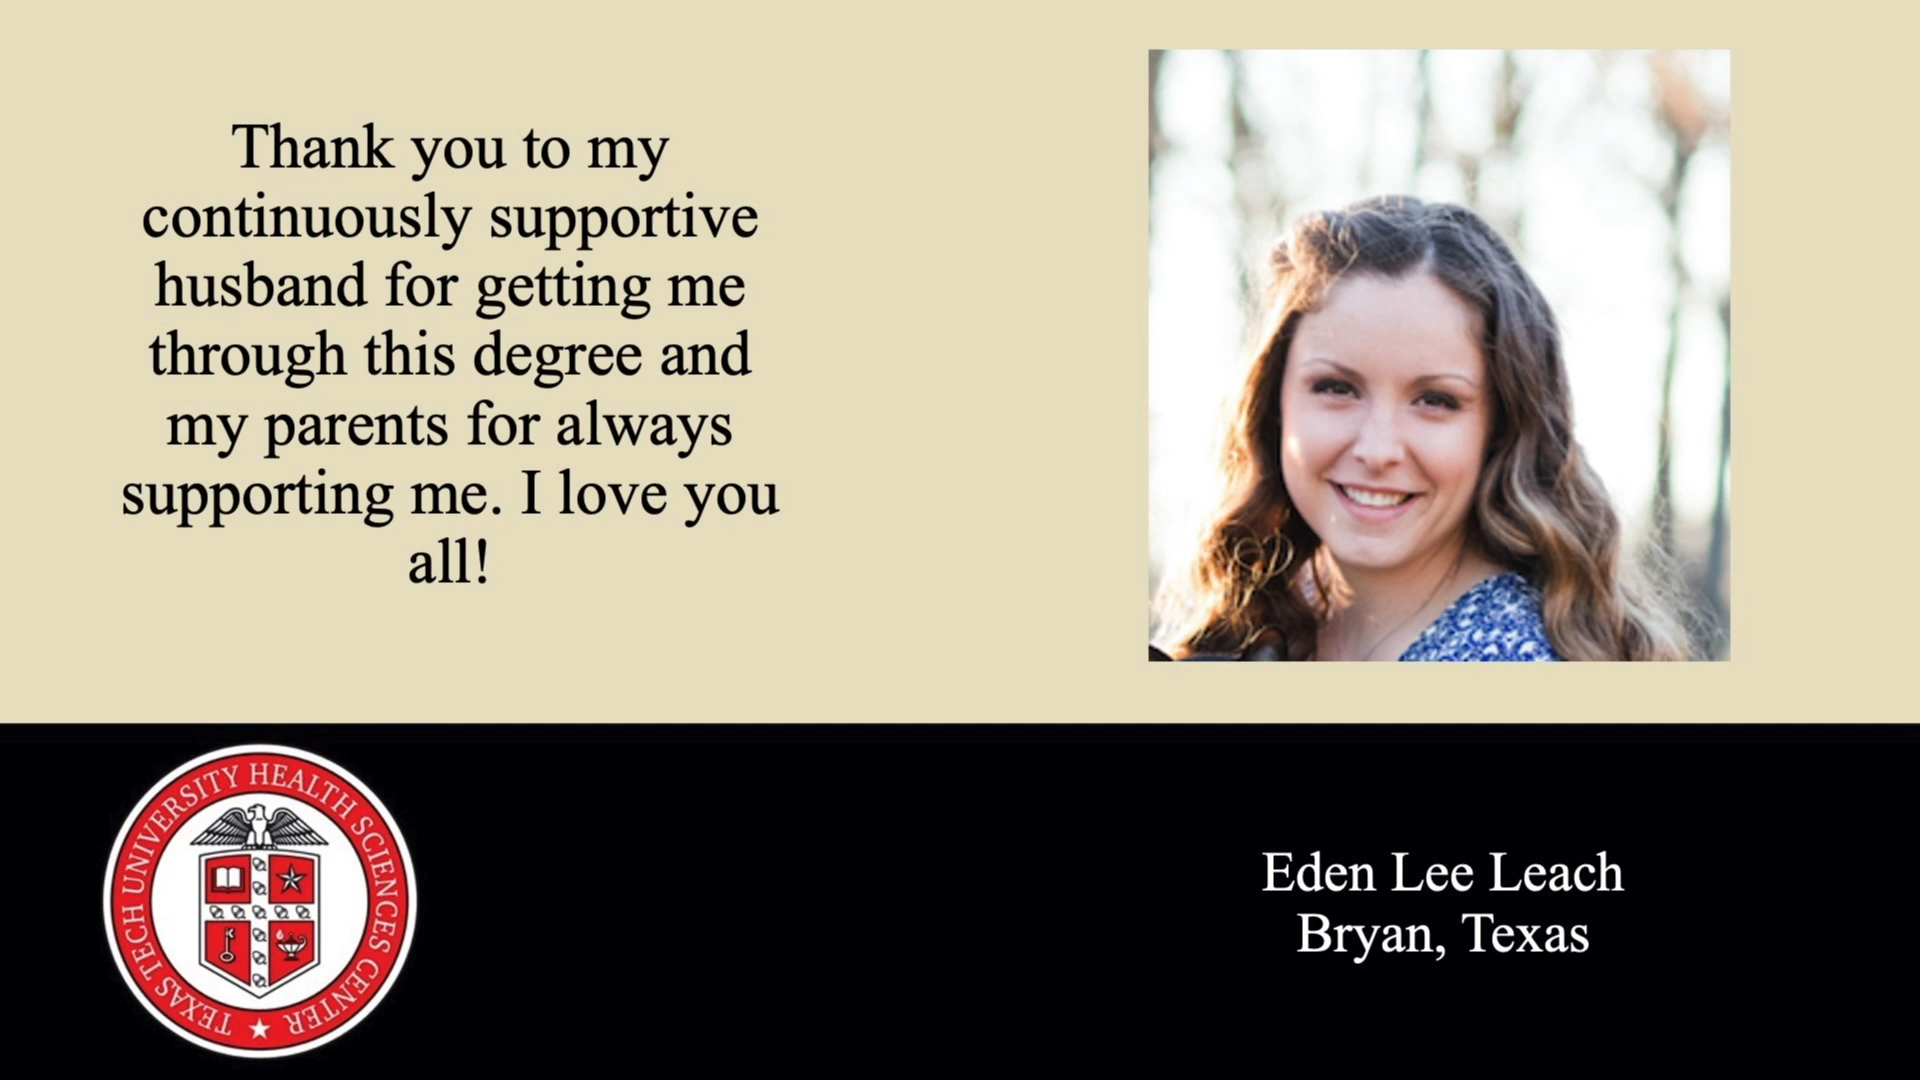 Thank you to my
continuously supportive
husband for getting me
through this degree and
my parents for always
supporting me. I love you
all!
TEXAS TECH UNIVERSITY HEALTH SCIENCES CENTER
Eden Lee Leach
Bryan, Texas